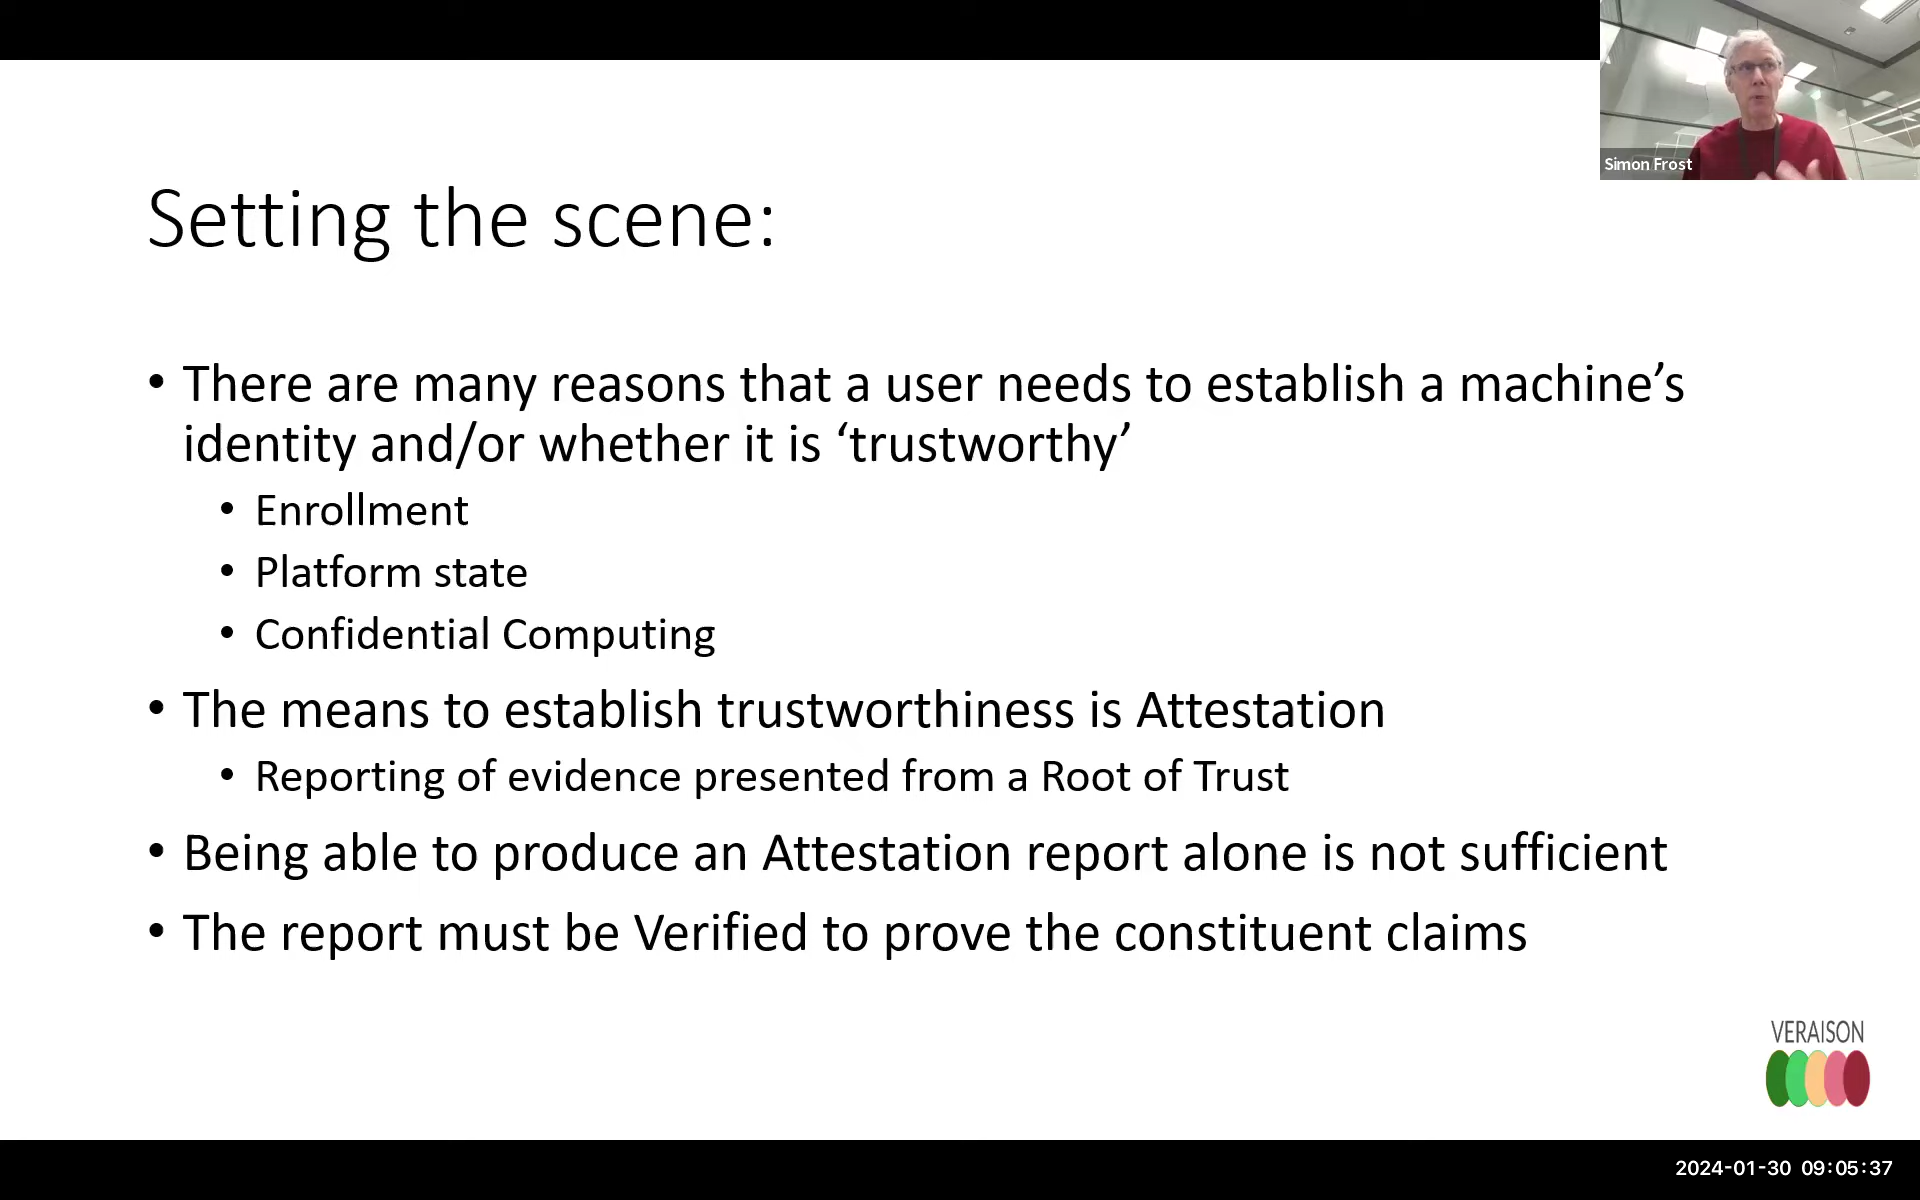 Simon Frost
Setting the scene:
• There are many reasons that a user needs to establish a machine’s
identity and/or whether it is ‘trustworthy’
• Enrollment
• Platform state
• Confidential Computing
• The means to establish trustworthiness is Attestation
• Reporting of evidence presented from a Root of Trust
• Being able to produce an Attestation report alone is not sufficient
• The report must be Verified to prove the constituent claims
VERAISON
2024-01-30 09:05:37